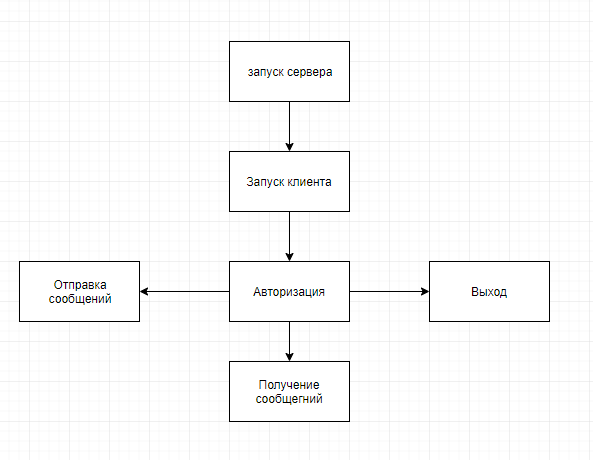 запуск сервера
Запуск клиента
Отправка
сообщений
Авторизация
Выход
Получение
сообщегний